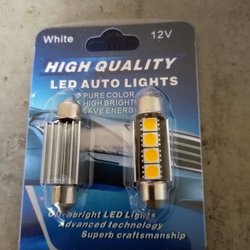 White 12V
HIGH QUALITY
LED AUTO LIGHTS
PURE COLOR
HIGH BRIGHT
SAVE ENERGY
Ultrabright LED Lights
Advanced technology
Superb craftsmanship